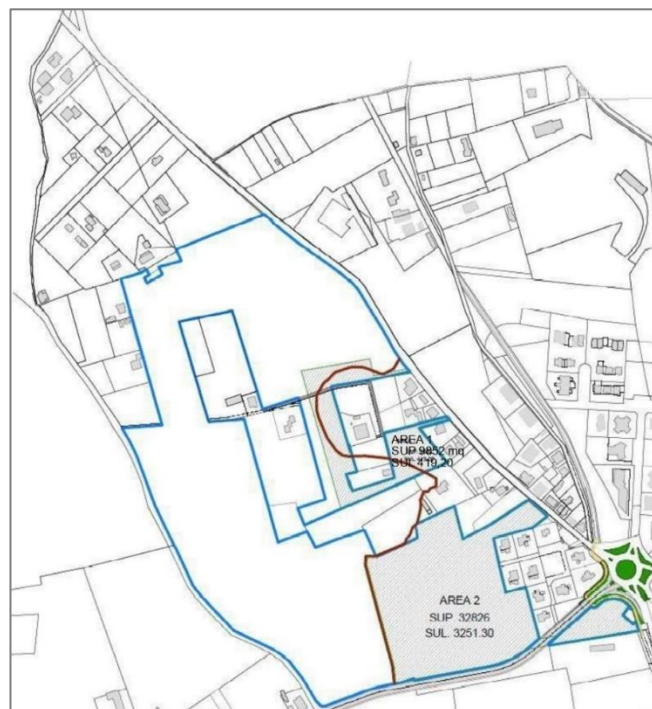 AREA 1
SUP 9852 mq
SUL 419,20
AREA 2
SUP. 32826
SUL. 3251.30